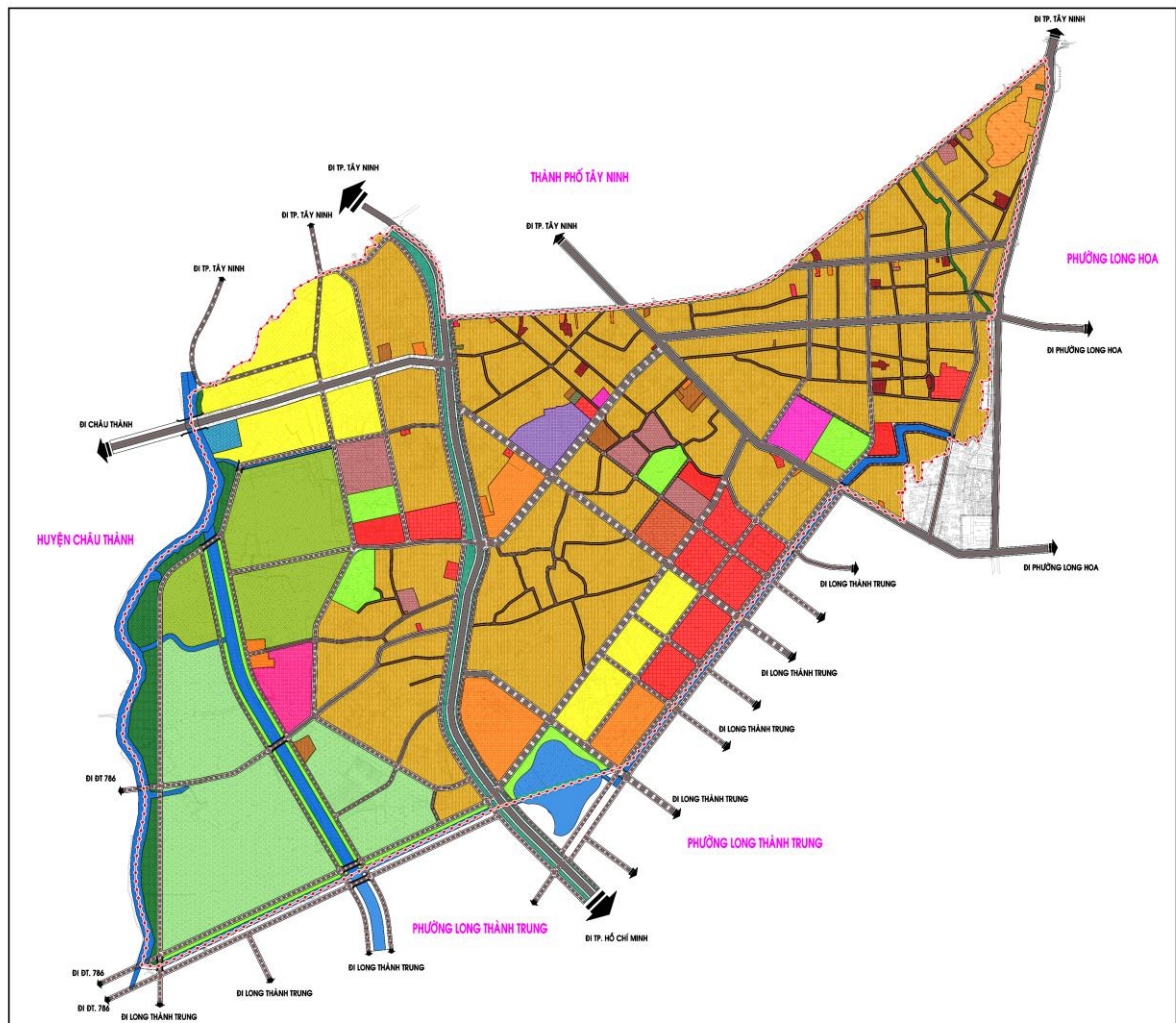 ĐI TP. TÂY NINH
ĐI TP. TÂY NINH
THÀNH PHỐ TÂY NINH
ĐI TP. TÂY NINH
ĐI TP. TÂY NINH
ĐI TP. TÂY NINH
PHƯỜNG LONG HOA
ĐI PHƯỜNG LONG HOA
ĐI CHÂU THÀNH
HUYỆN CHÂU THÀNH
ĐI PHƯỜNG LONG HOA
ĐI LONG THÀNH TRUNG
ĐI LONG THÀNH TRUNG
ĐI LONG THÀNH TRUNG
ĐI ĐT 786
ĐI LONG THÀNH TRUNG
PHƯỜNG LONG THÀNH TRUNG
PHƯỜNG LONG THÀNH TRUNG
ĐI TP. HỒ CHÍ MINH
ĐI ĐT. 786
ĐI LONG THÀNH TRUNG
ĐI LONG THÀNH TRUNG
ĐI ĐT. 786
ĐI LONG THÀNH TRUNG